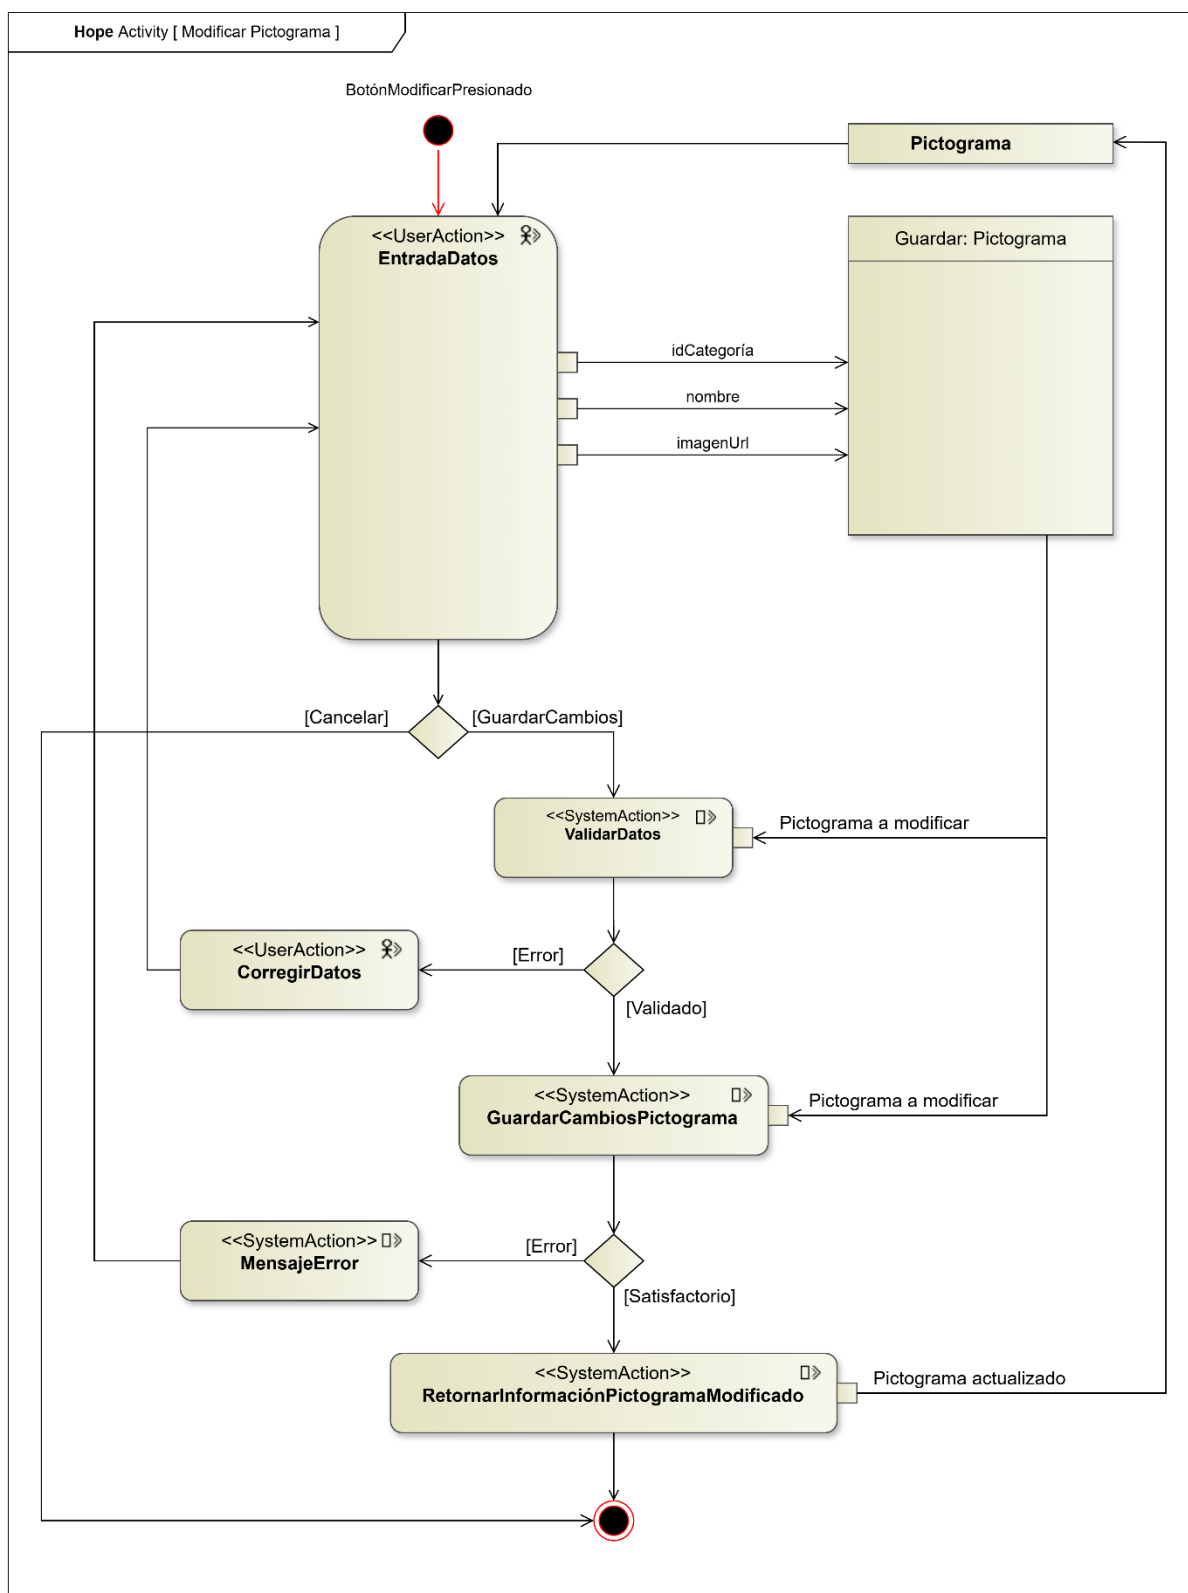 Hope Activity [ Modificar Pictograma ]
BotónModificarPresionado
Pictograma
<<UserAction>>
EntradaDatos
Guardar: Pictograma
idCategoría
nombre
imagenUrl
[Cancelar]
[GuardarCambios]
<<SystemAction>>
ValidarDatos
Pictograma a modificar
<<UserAction>>
CorregirDatos
[Error]
[Validado]
<<SystemAction>>
GuardarCambiosPictograma
Pictograma a modificar
<<SystemAction>>
MensajeError
[Error]
[Satisfactorio]
<<SystemAction>>
RetornarInformaciónPictogramaModificado
Pictograma actualizado